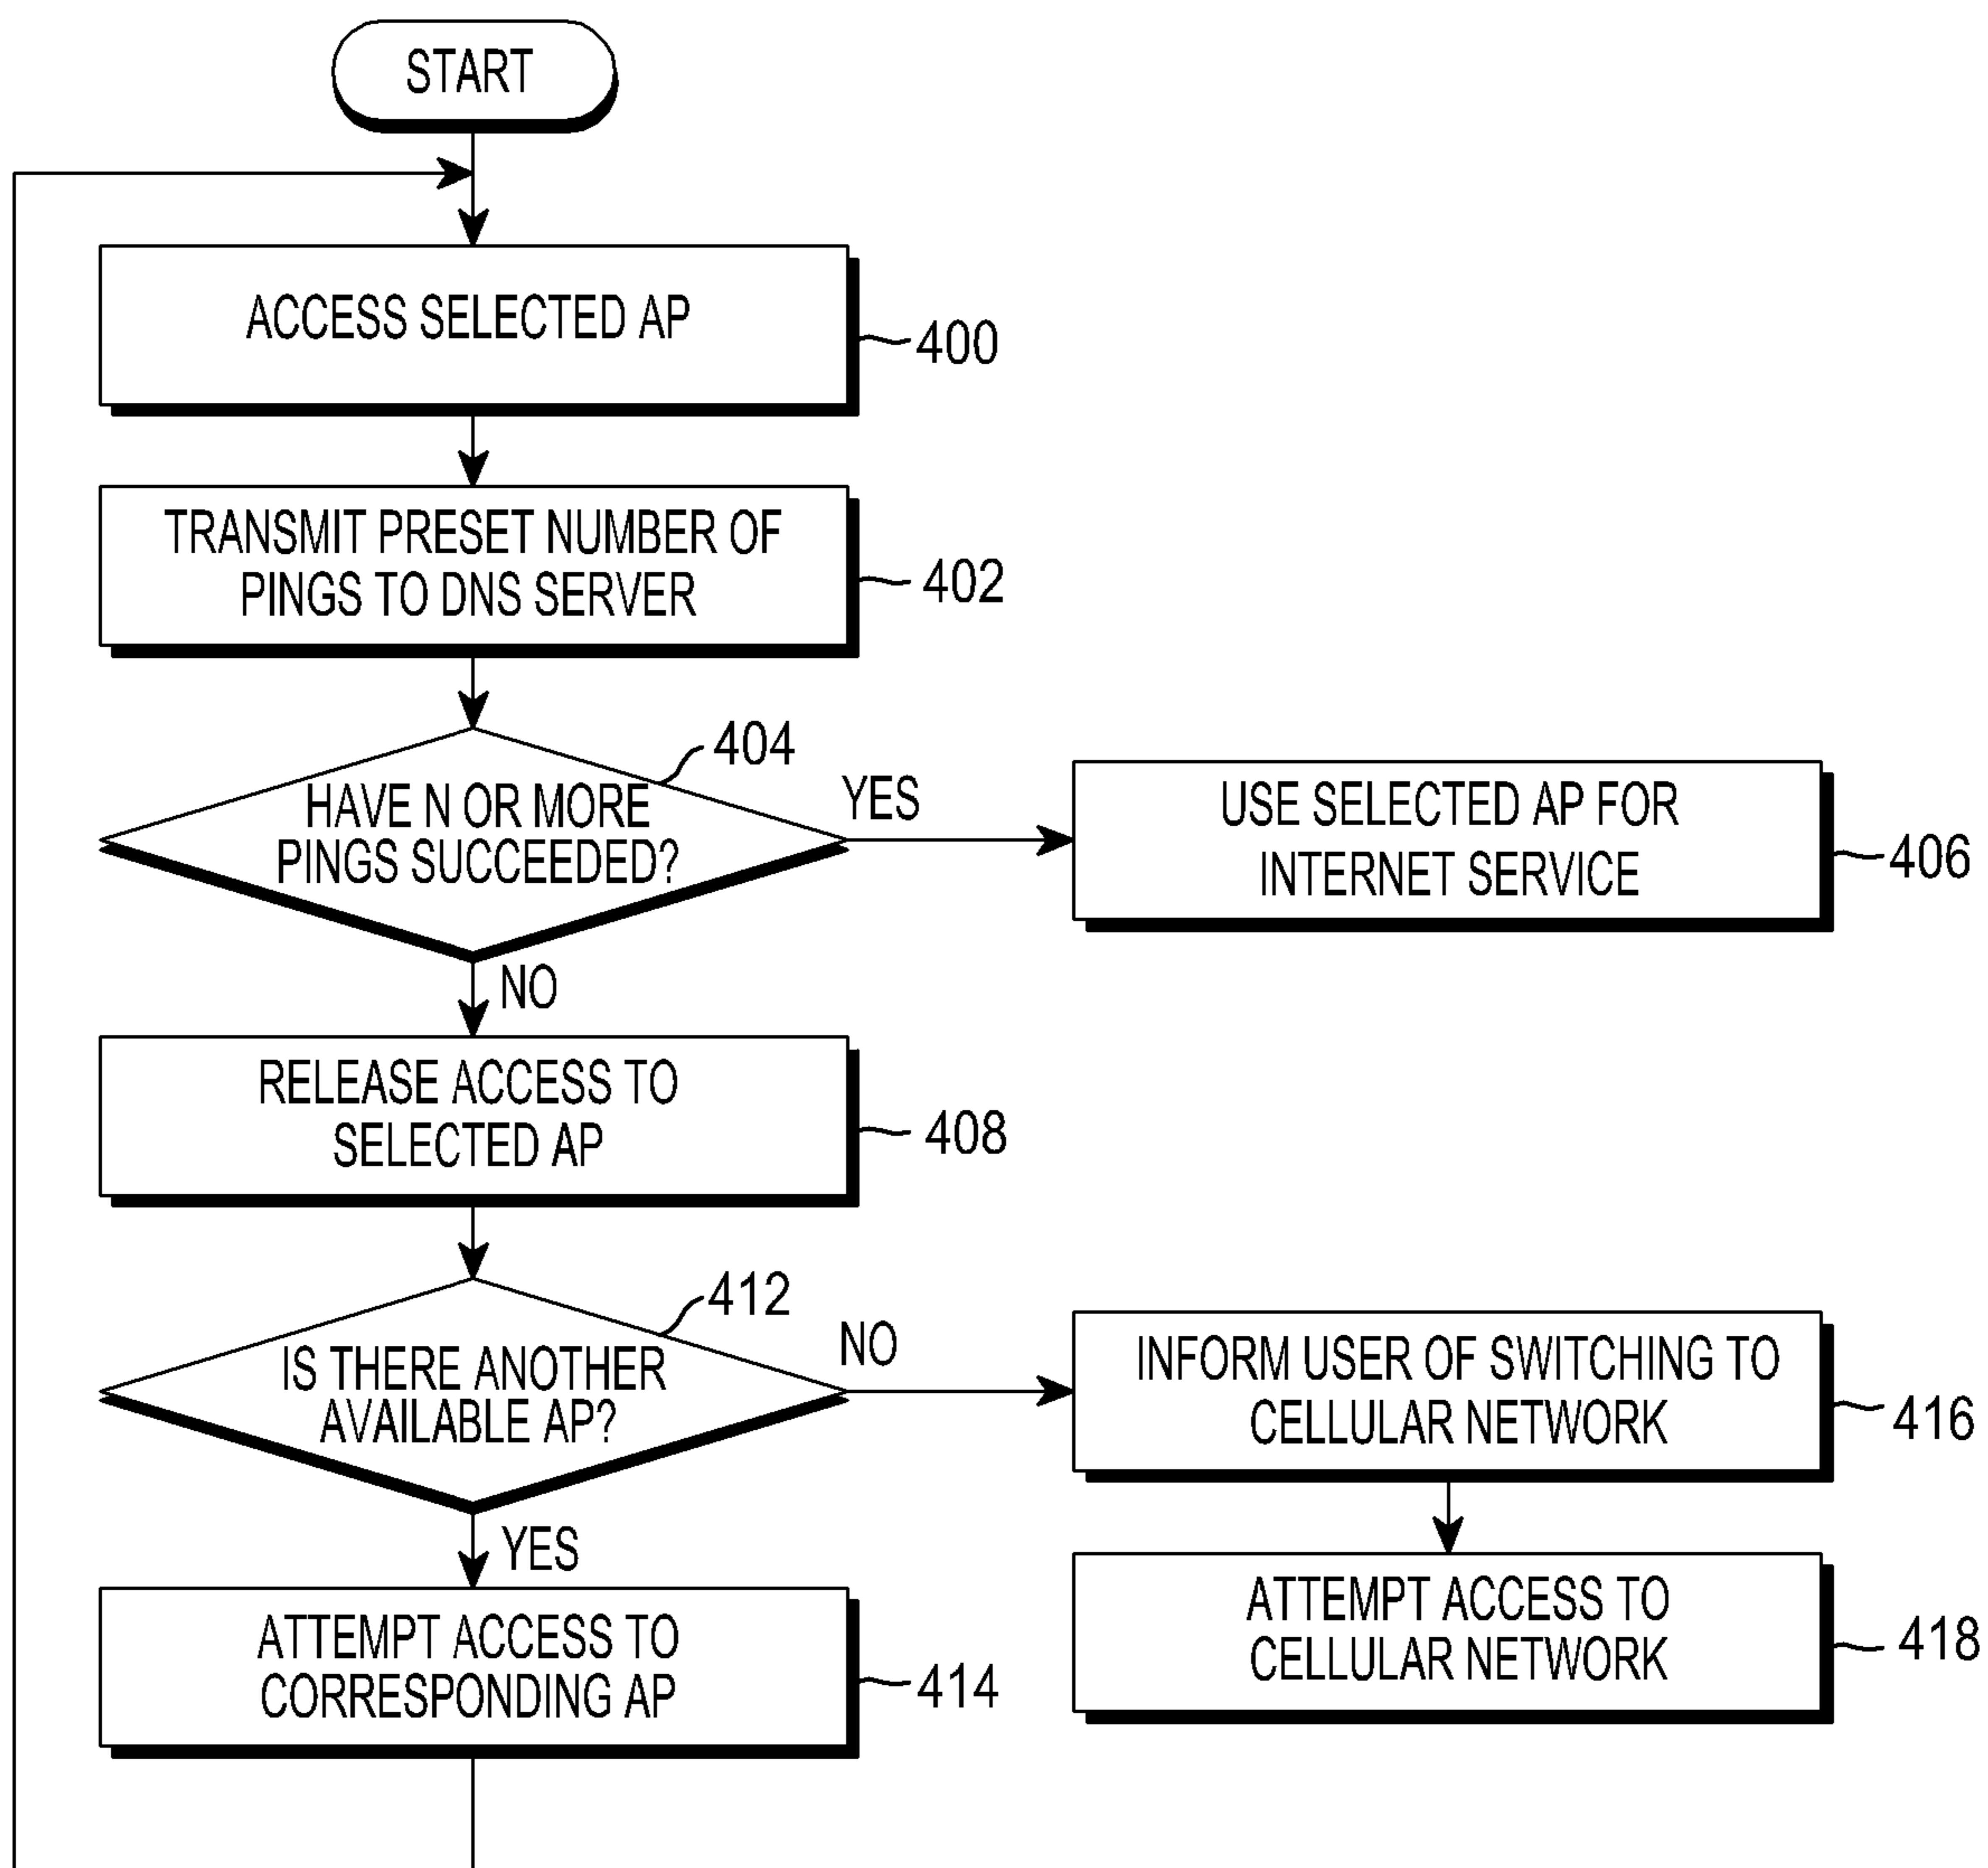 START
ACCESS SELECTED AP
400
TRANSMIT PRESET NUMBER OF
PINGS TO DNS SERVER
402
404
HAVE N OR MORE
PINGS SUCCEEDED?
YES
USE SELECTED AP FOR
INTERNET SERVICE
406
NO
RELEASE ACCESS TO
SELECTED AP
408
412
IS THERE ANOTHER
AVAILABLE AP?
NO
INFORM USER OF SWITCHING TO
CELLULAR NETWORK
416
YES
ATTEMPT ACCESS TO
CORRESPONDING AP
414
ATTEMPT ACCESS TO
CELLULAR NETWORK
418